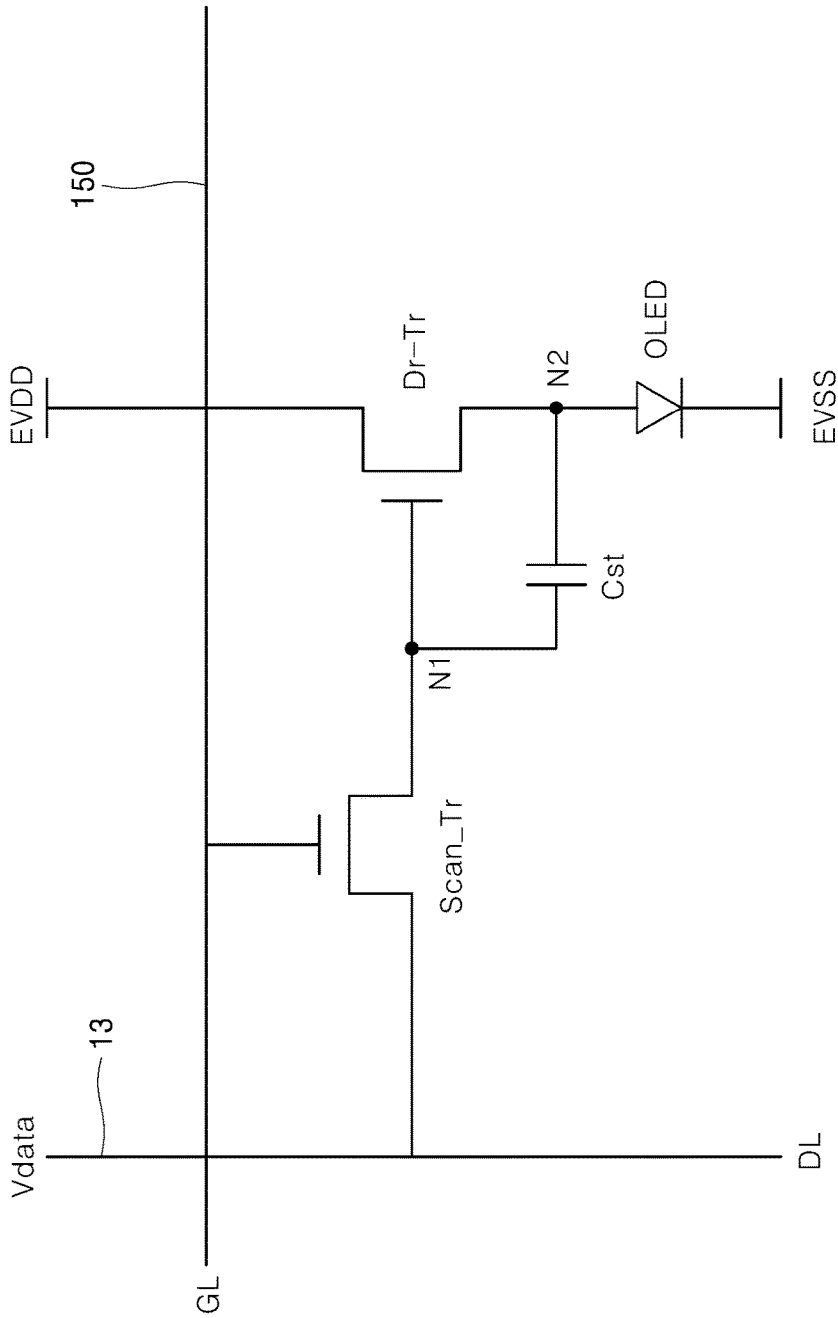 Vdata
EVDD
13
150
GL
Dr-Tr
Scan_Tr
N1
N2
Cst
OLED
DL
EVSS